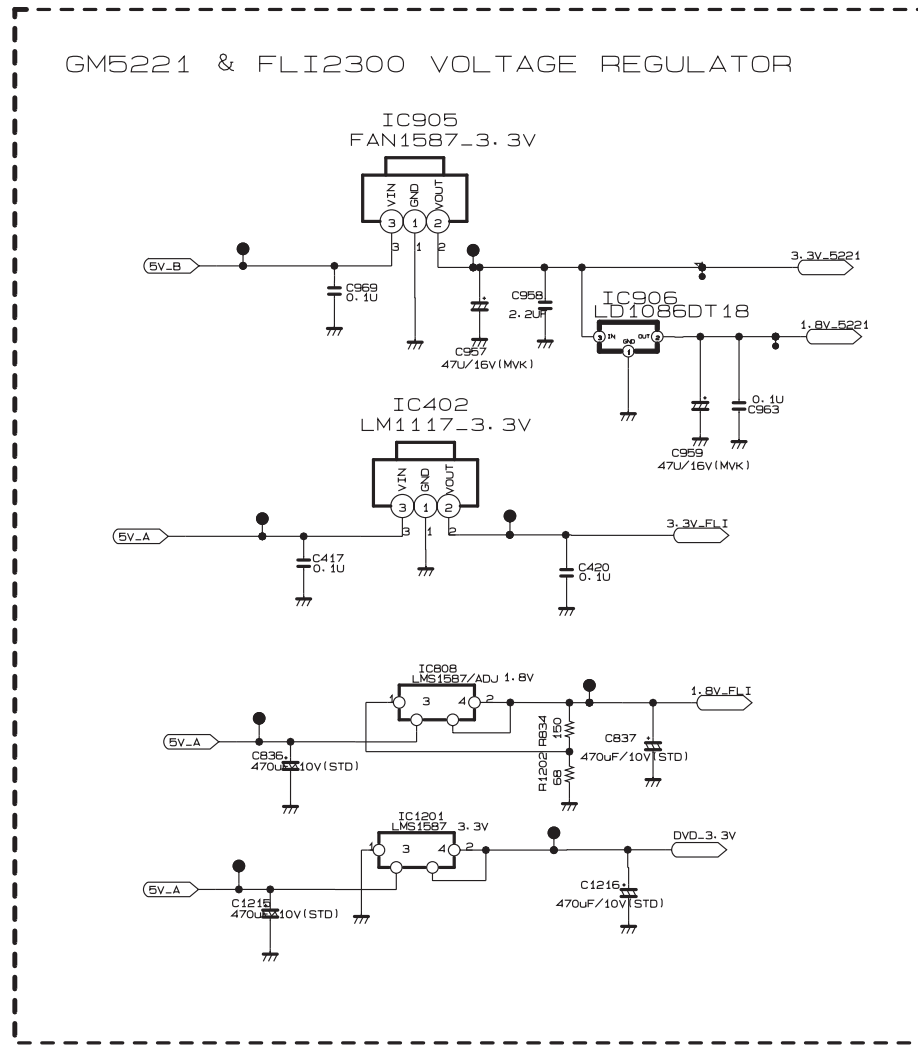 GM5221 & FLI2300 VOLTAGE REGULATOR
IC905
FAN1587_3.3V
VIN
GND
VOUT
3
1
2
3
1
2
5V_B
C969
0.1U
C957
47U/16V(MVK)
C958
2.2UF
3.3V_5221
IC906
LD1086DT18
3
IN
GND
OUT
2
1
1.8V_5221
0.1U
C963
C959
47U/16V(MVK)
IC402
LM1117_3.3V
VIN
GND
VOUT
3
1
2
3
1
2
5V_A
C417
0.1U
C420
0.1U
3.3V_FLI
IC808
LMS1587/ADJ 1.8V
1
3
4
2
1.8V_FLI
5V_A
C836
470uF/10V(STD)
R834
150
R1202
68
C837
470uF/10V(STD)
IC1201
LMS1587 3.3V
1
3
4
2
DVD_3.3V
5V_A
C1215
470uF/10V(STD)
C1216
470uF/10V(STD)